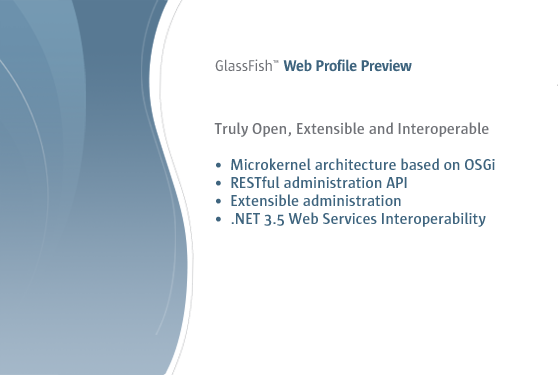 GlassFish™ Web Profile Preview
Truly Open, Extensible and Interoperable
• Microkernel architecture based on OSGi
• RESTful administration API
• Extensible administration
• .NET 3.5 Web Services Interoperability